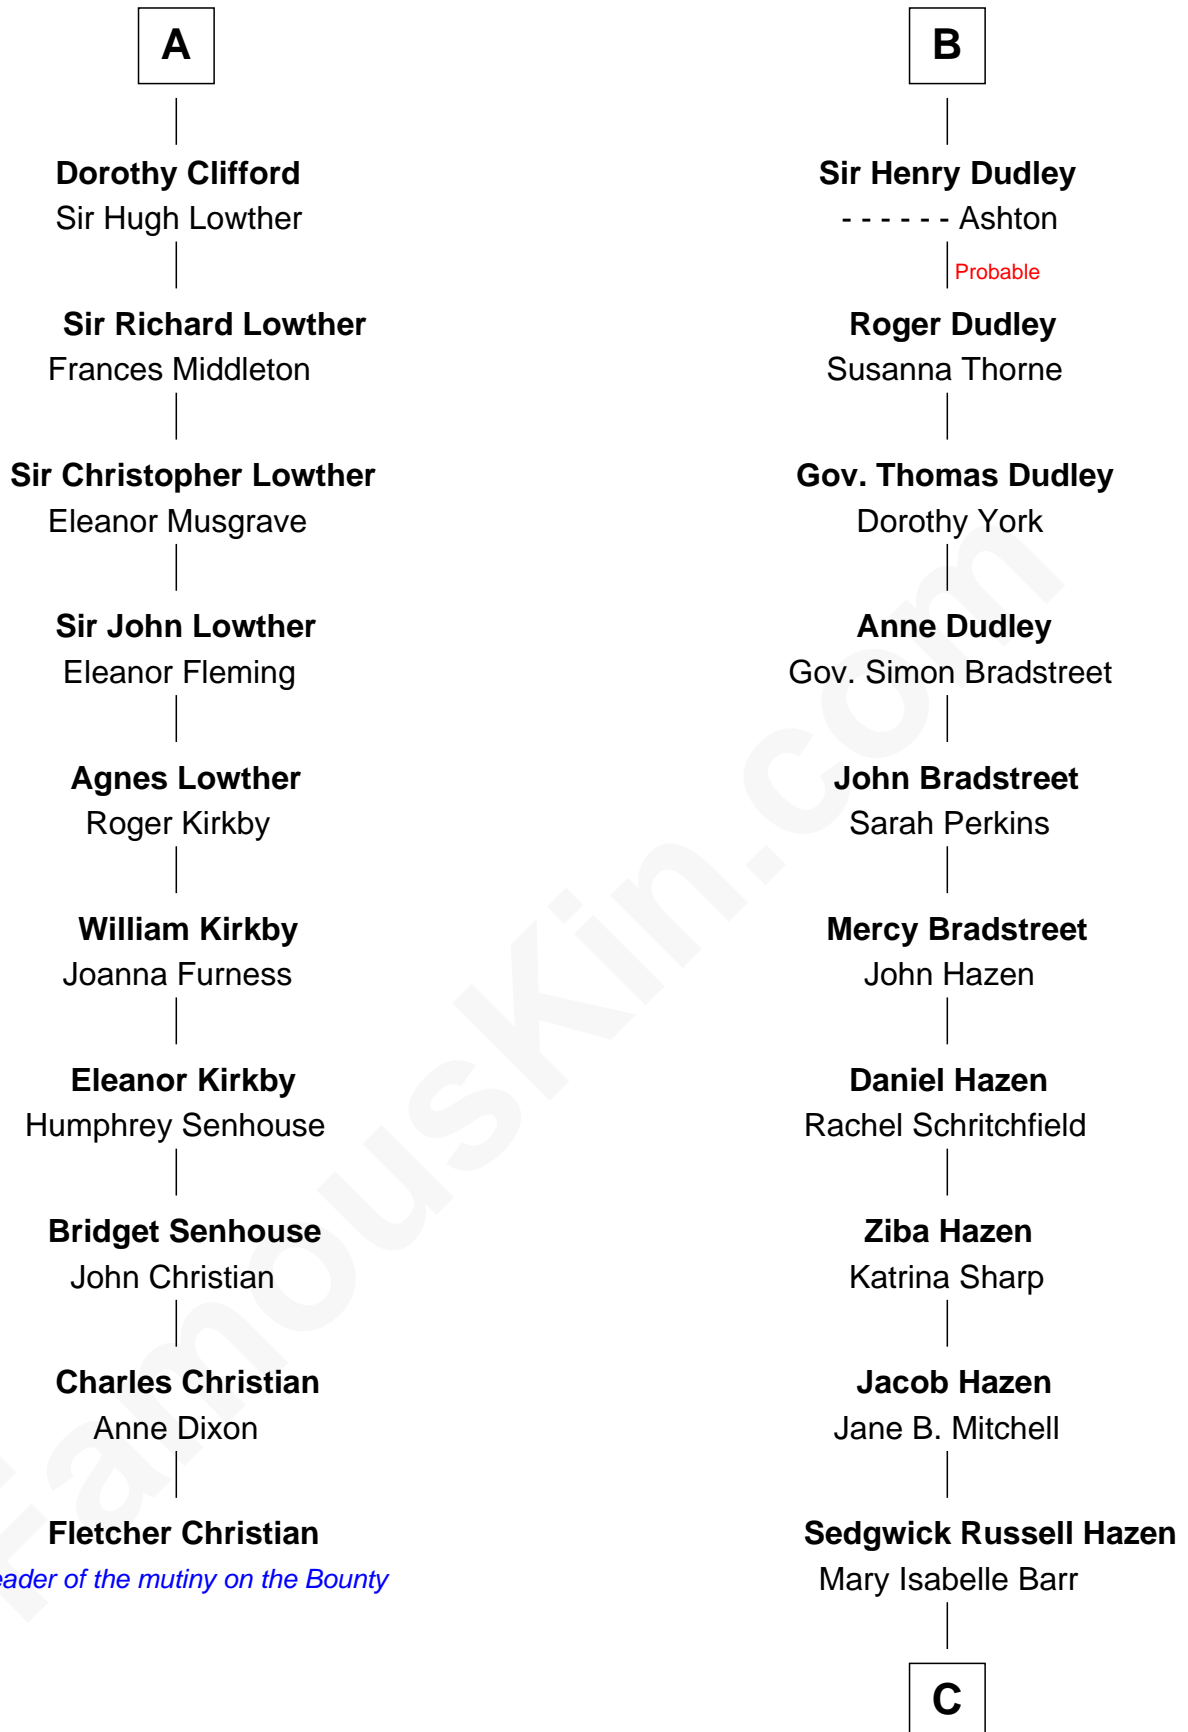 A
Dorothy Clifford
Sir Hugh Lowther
Sir Richard Lowther
Frances Middleton
Sir Christopher Lowther
Eleanor Musgrave
Sir John Lowther
Eleanor Fleming
Agnes Lowther
Roger Kirkby
William Kirkby
Joanna Furness
Eleanor Kirkby
Humphrey Senhouse
Bridget Senhouse
John Christian
Charles Christian
Anne Dixon
Fletcher Christian
eader of the mutiny on the Bounty
B
Sir Henry Dudley
- - - - - - Ashton
Probable
Roger Dudley
Susanna Thorne
Gov. Thomas Dudley
Dorothy York
Anne Dudley
Gov. Simon Bradstreet
John Bradstreet
Sarah Perkins
Mercy Bradstreet
John Hazen
Daniel Hazen
Rachel Schritchfield
Ziba Hazen
Katrina Sharp
Jacob Hazen
Jane B. Mitchell
Sedgwick Russell Hazen
Mary Isabelle Barr
C
FamousKin.com